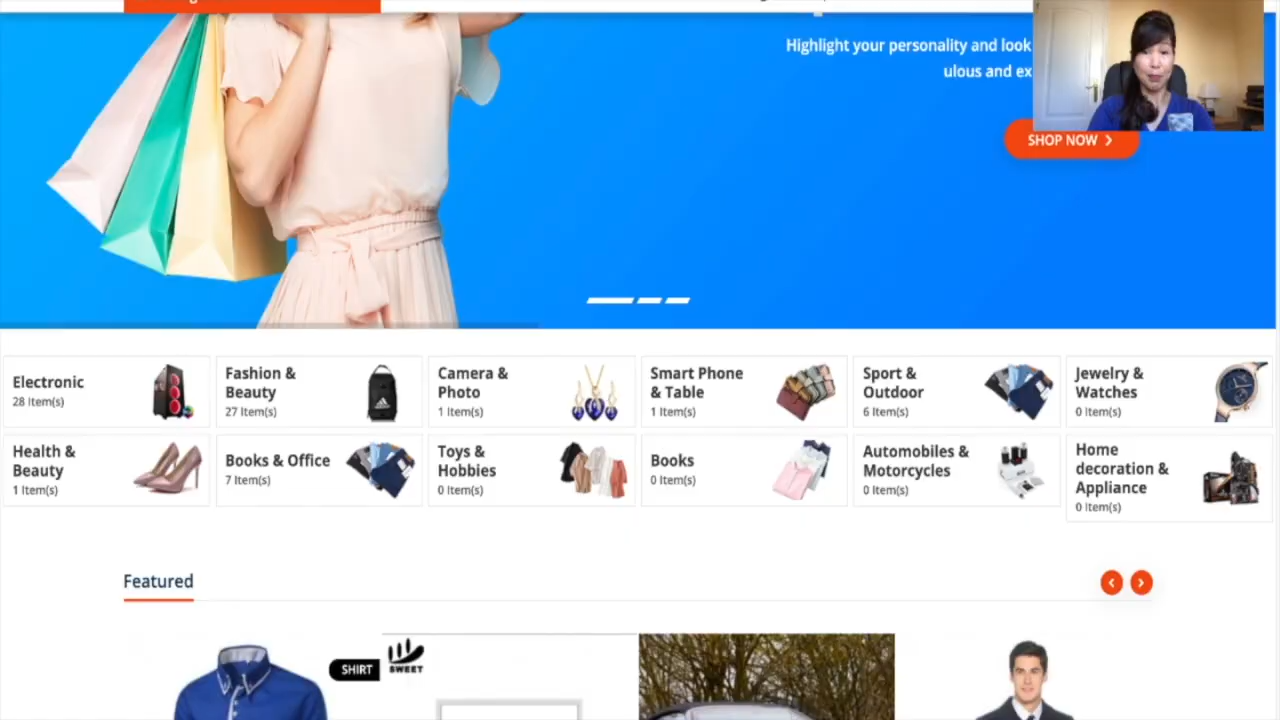 Highlight your personality and look
ulous and ex
SHOP NOW
Electronic
28 Item(s)
Fashion &
Beauty
27 Item(s)
Camera &
Photo
1 Item(s)
Smart Phone
& Table
1 Item(s)
Sport &
Outdoor
6 Item(s)
Jewelry &
Watches
0 Item(s)
Health &
Beauty
1 Item(s)
Books & Office
7 Item(s)
Toys &
Hobbies
0 Item(s)
Books
0 Item(s)
Automobiles &
Motorcycles
0 Item(s)
Home
decoration &
Appliance
0 Item(s)
Featured
SHIRT
SWEET